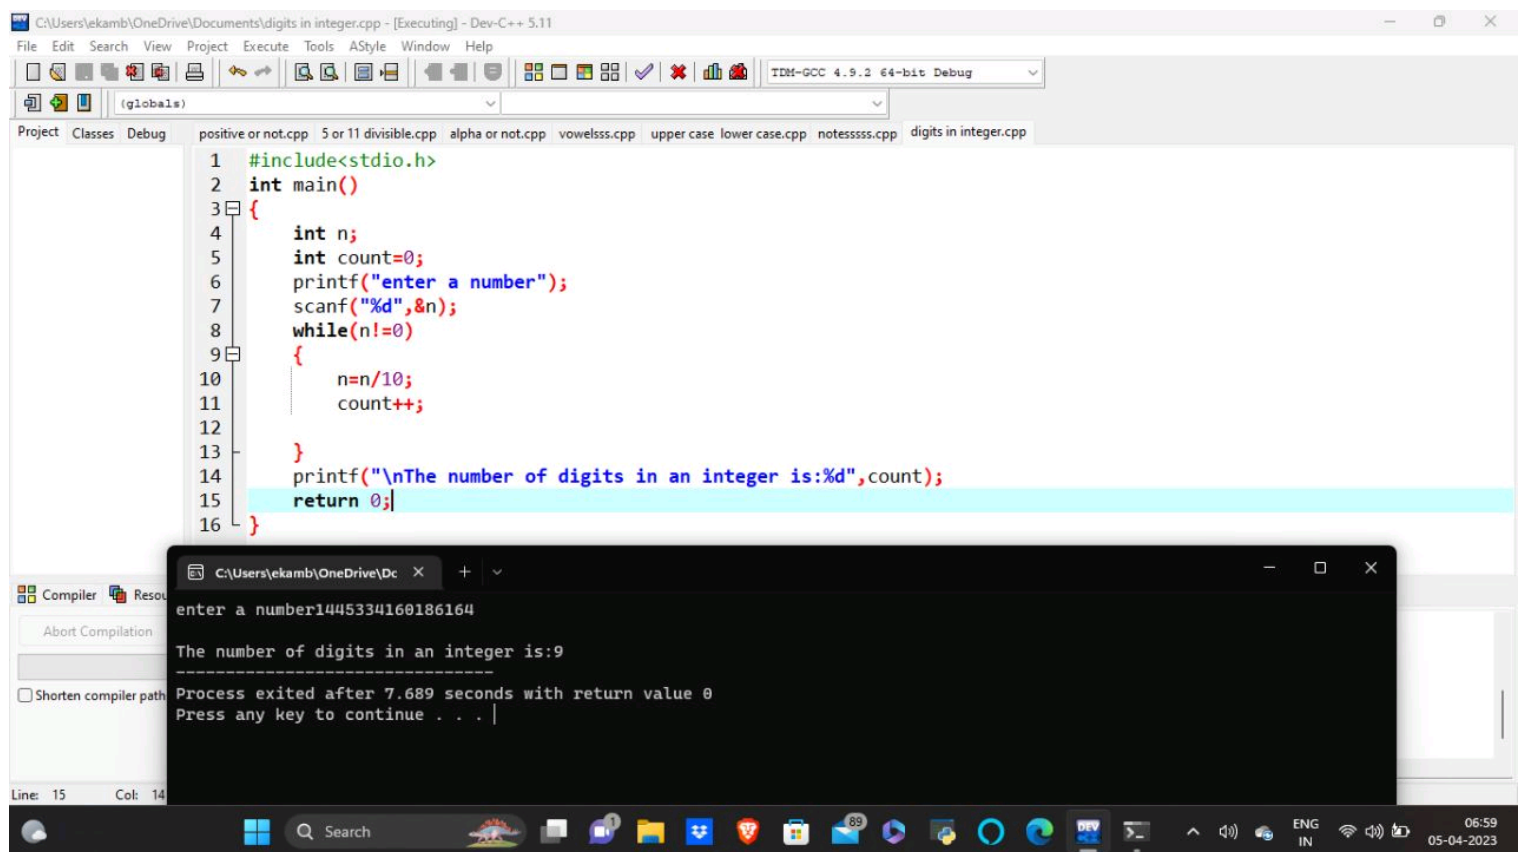 C:\Users\ekamb\OneDrive\Documents\digits in integer.cpp - [Executing] - Dev-C++ 5.11
File Edit Search View Project Execute Tools AStyle Window Help
TDM-GCC 4.9.2 64-bit Debug
(globals)
Project Classes Debug positive or not.cpp 5 or 11 divisible.cpp alpha or not.cpp vowelsss.cpp upper case lower case.cpp notesssss.cpp digits in integer.cpp
1 #include<stdio.h>
2 int main()
3 {
4 int n;
5 int count=0;
6 printf("enter a number");
7 scanf("%d",&n);
8 while(n!=0)
9 {
10 n=n/10;
11 count++;
12
13 }
14 printf("\nThe number of digits in an integer is:%d",count);
15 return 0;
16 }
C:\Users\ekamb\OneDrive\Dc
Compiler Resou
enter a number1445334160186164
Abort Compilation
The number of digits in an integer is:9
--------------------------------
Shorten compiler path
Process exited after 7.689 seconds with return value 0
Press any key to continue . . .
Line: 15 Col: 14
Search
1
89
DEV
ENG
IN
06:59
05-04-2023